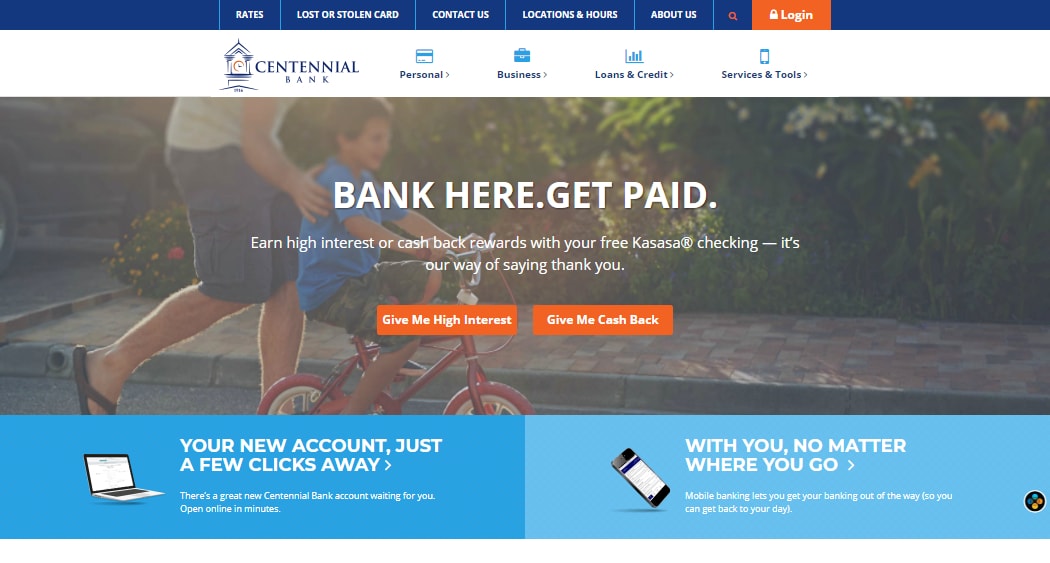 RATES
LOST OR STOLEN CARD
CONTACT US
LOCATIONS & HOURS
ABOUT US
Login
CENTENNIAL
BANK
1934
Personal
Business
Loans & Credit
Services & Tools
BANK HERE.GET PAID.
Earn high interest or cash back rewards with your free Kasasa® checking — it's
our way of saying thank you.
Give Me High Interest
Give Me Cash Back
YOUR NEW ACCOUNT, JUST
A FEW CLICKS AWAY
There's a great new Centennial Bank account waiting for you.
Open online in minutes.
WITH YOU, NO MATTER
WHERE YOU GO
Mobile banking lets you get your banking out of the way (so you
can get back to your day).